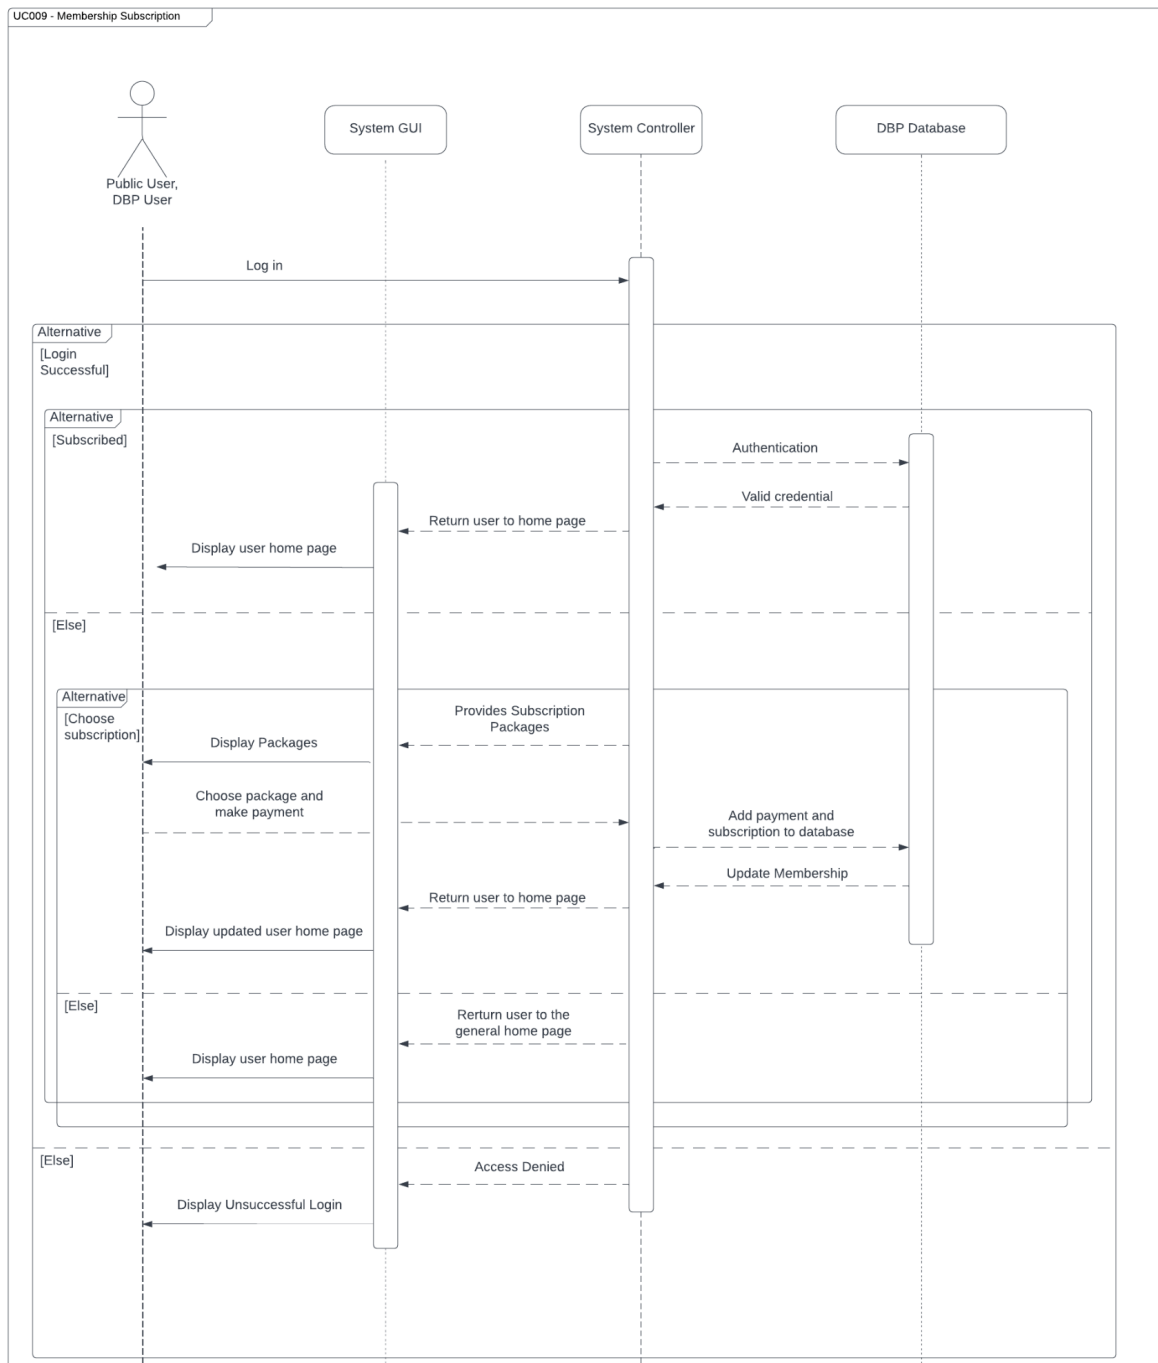 UC009 - Membership Subscription
System GUI
System Controller
DBP Database
Public User,
DBP User
Log in
Alternative
[Login
Successful]
Alternative
[Subscribed]
Authentication
Valid credential
Return user to home page
Display user home page
[Else]
Alternative
[Choose
subscription]
Provides Subscription
Packages
Display Packages
Choose package and
make payment
Add payment and
subscription to database
Update Membership
Return user to home page
Display updated user home page
[Else]
Rerturn user to the
general home page
Display user home page
[Else]
Access Denied
Display Unsuccessful Login